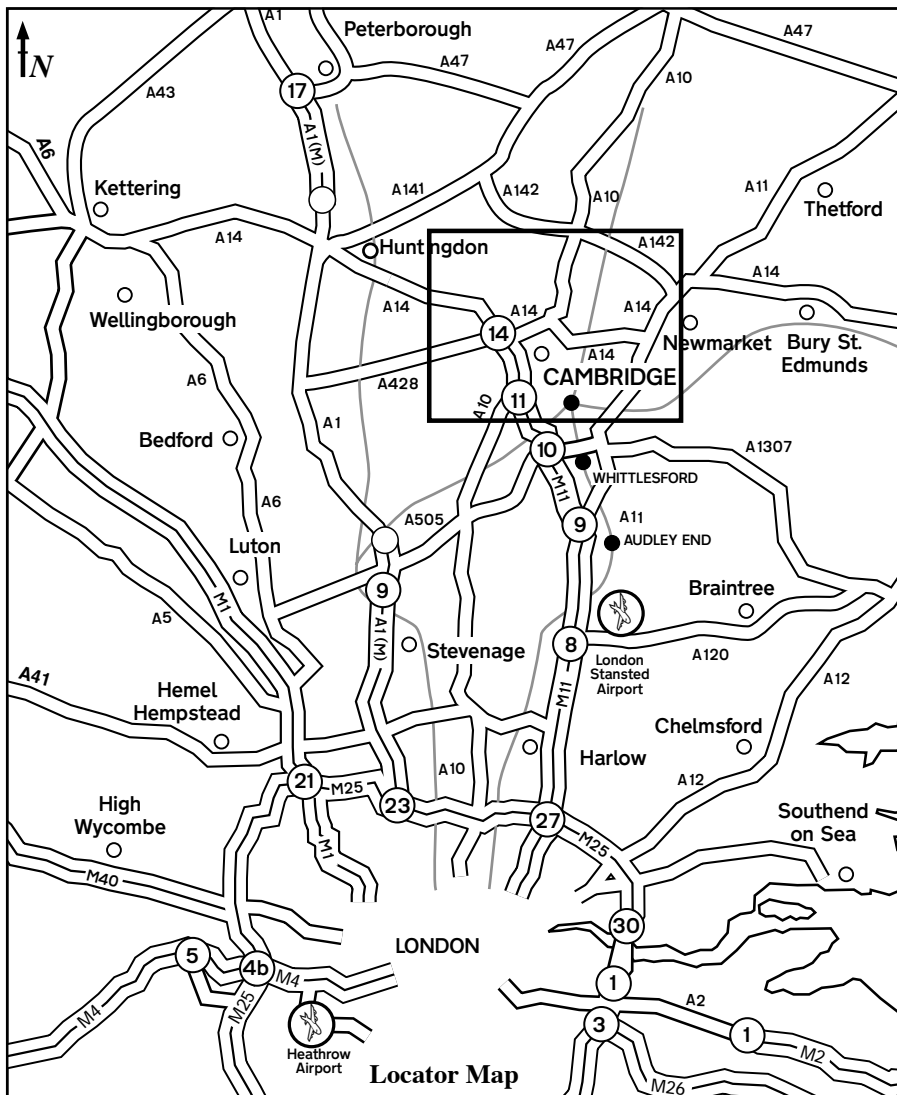 N
A1
Peterborough
A47
A47
A47
A10
A43
17
A1(M)
A6
Kettering
A141
A142
A10
A11
Thetford
A14
Huntingdon
A142
A14
A14
A14
A14
Wellingborough
14
Newmarket
Bury St.
Edmunds
A14
CAMBRIDGE
A6
A428
A10
11
A1
Bedford
10
A1307
WHITTLESFORD
M11
A6
A505
9
A11
AUDLEY END
Luton
M1
9
Braintree
A5
A1(M)
Stevenage
8
London
Stansted
Airport
A120
A41
M11
A12
Hemel
Hempstead
Chelmsford
Harlow
A10
A12
21
M25
23
High
Wycombe
27
Southend
on Sea
M1
M25
M40
30
LONDON
5
4b
M4
1
M4
M25
A2
3
1
M2
Heathrow
Airport
Locator Map
M26